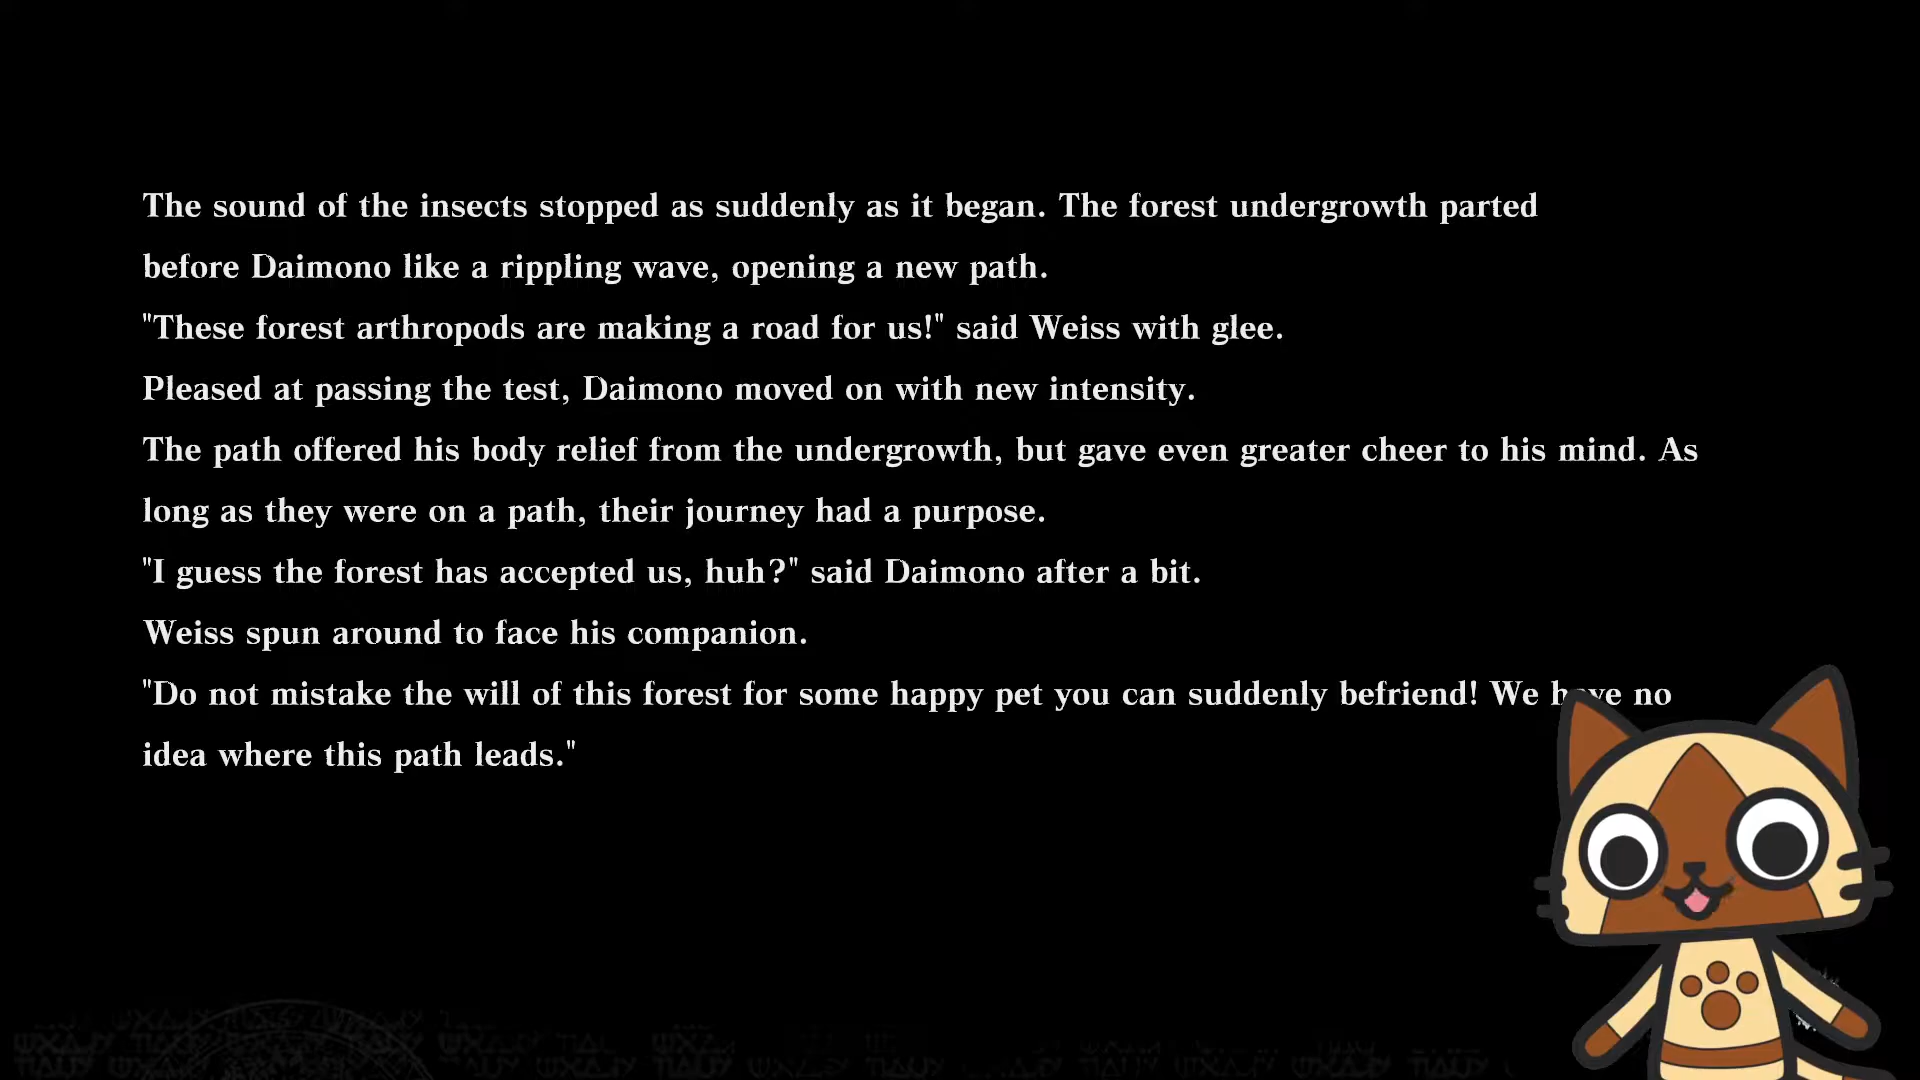 The sound of the insects stopped as suddenly as it began. The forest undergrowth parted
before Daimono like a rippling wave, opening a new path.
"These forest arthropods are making a road for us!" said Weiss with glee.
Pleased at passing the test, Daimono moved on with new intensity.
The path offered his body relief from the undergrowth, but gave even greater cheer to his mind. As
long as they were on a path, their journey had a purpose.
"I guess the forest has accepted us, huh?" said Daimono after a bit.
Weiss spun around to face his companion.
"Do not mistake the will of this forest for some happy pet you can suddenly befriend! We have no
idea where this path leads."